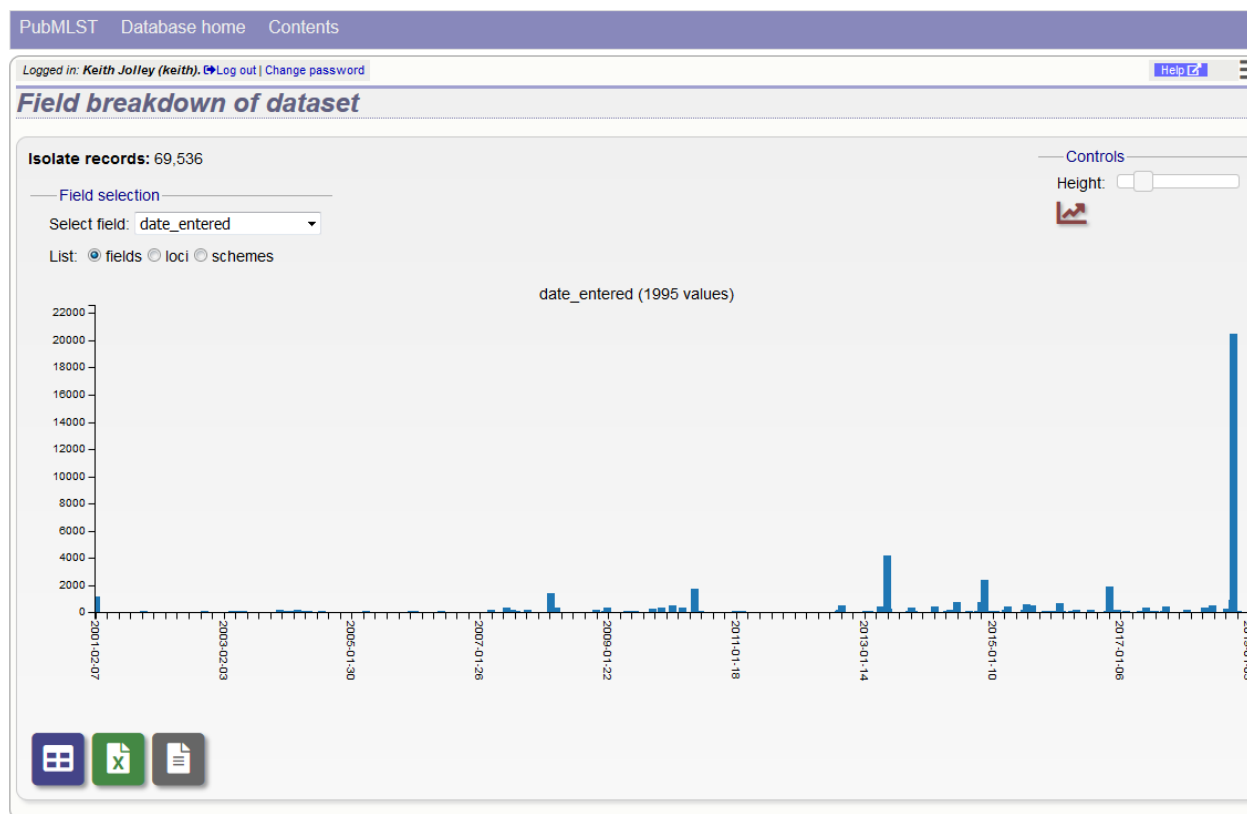 PubMLST Database home Contents
Logged in: Keith Jolley (keith). Log out | Change password
Help
Field breakdown of dataset
Isolate records: 69,536
Controls
Height:
Field selection
Select field: date_entered
List: fields loci schemes
date_entered (1995 values)
22000
20000
18000
16000
14000
12000
10000
8000
6000
4000
2000
0
2001-02-07
2003-02-03
2005-01-30
2007-01-26
2009-01-22
2011-01-18
2013-01-14
2015-01-10
2017-01-06
X